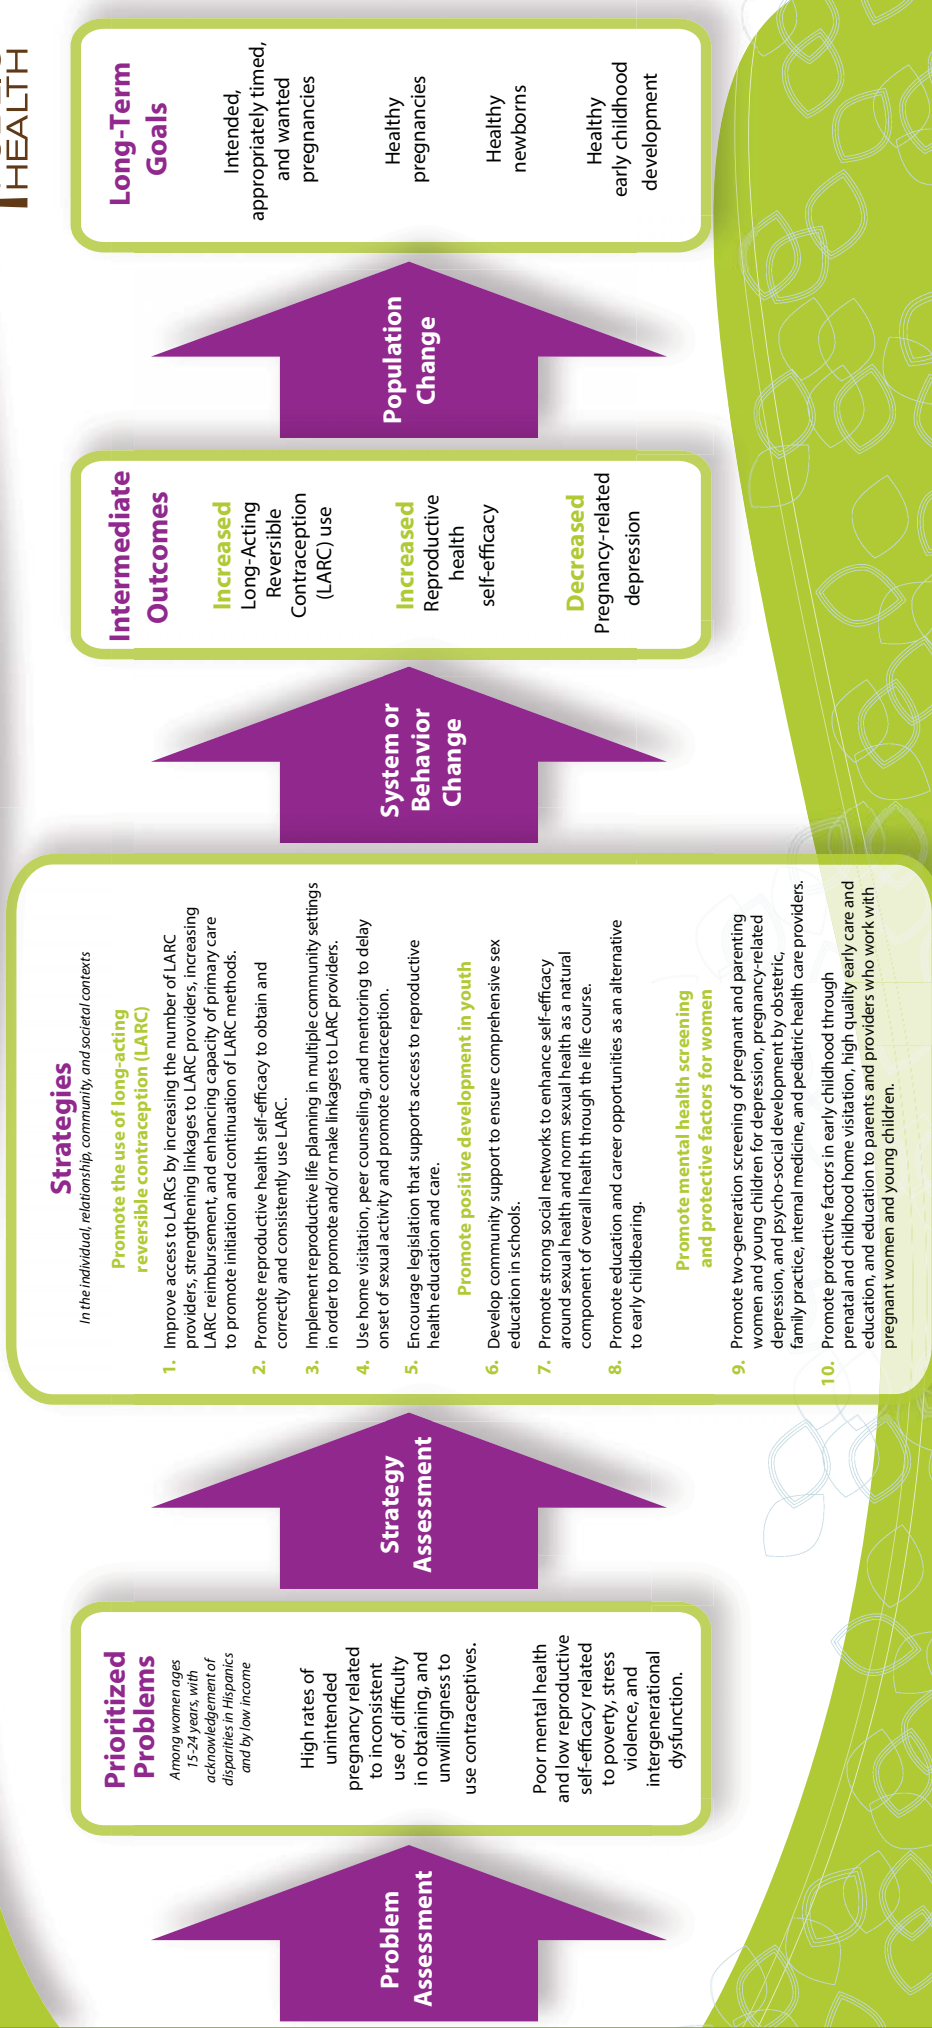 HEALTH
Problem
Assessment
Prioritized
Problems
Among women ages
15-24 years, with
acknowledgement of
disparities in Hispanics
and by low income
High rates of
unintended
pregnancy related
to inconsistent
use of, difficulty
in obtaining, and
unwillingness to
use contraceptives.
Poor mental health
and low reproductive
self-efficacy related
to poverty, stress
violence, and
intergenerational
dysfunction.
Strategy
Assessment
Strategies
In the individual, relationship, community, and societal contexts
Promote the use of long-acting
reversible contraception (LARC)
1. Improve access to LARCs by increasing the number of LARC
providers, strengthening linkages to LARC providers, increasing
LARC reimbursement, and enhancing capacity of primary care
to promote initiation and continuation of LARC methods.
2. Promote reproductive health self-efficacy to obtain and
correctly and consistently use LARC.
3. Implement reproductive life planning in multiple community settings
in order to promote and/or make linkages to LARC providers.
4. Use home visitation, peer counseling, and mentoring to delay
onset of sexual activity and promote contraception.
5. Encourage legislation that supports access to reproductive
health education and care.
Promote positive development in youth
6. Develop community support to ensure comprehensive sex
education in schools.
7. Promote strong social networks to enhance self-efficacy
around sexual health and norm sexual health as a natural
component of overall health through the life course.
8. Promote education and career opportunities as an alternative
to early childbearing.
Promote mental health screening
and protective factors for women
9. Promote two-generation screening of pregnant and parenting
women and young children for depression, pregnancy-related
depression, and psycho-social development by obstetric,
family practice, internal medicine, and pediatric health care providers.
10. Promote protective factors in early childhood through
prenatal and childhood home visitation, high quality early care and
education, and education to parents and providers who work with
pregnant women and young children.
System or
Behavior
Change
Intermediate
Outcomes
Increased
Long-Acting
Reversible
Contraception
(LARC) use
Increased
Reproductive
health
self-efficacy
Decreased
Pregnancy-related
depression
Population
Change
Long-Term
Goals
Intended,
appropriately timed,
and wanted
pregnancies
Healthy
pregnancies
Healthy
newborns
Healthy
early childhood
development